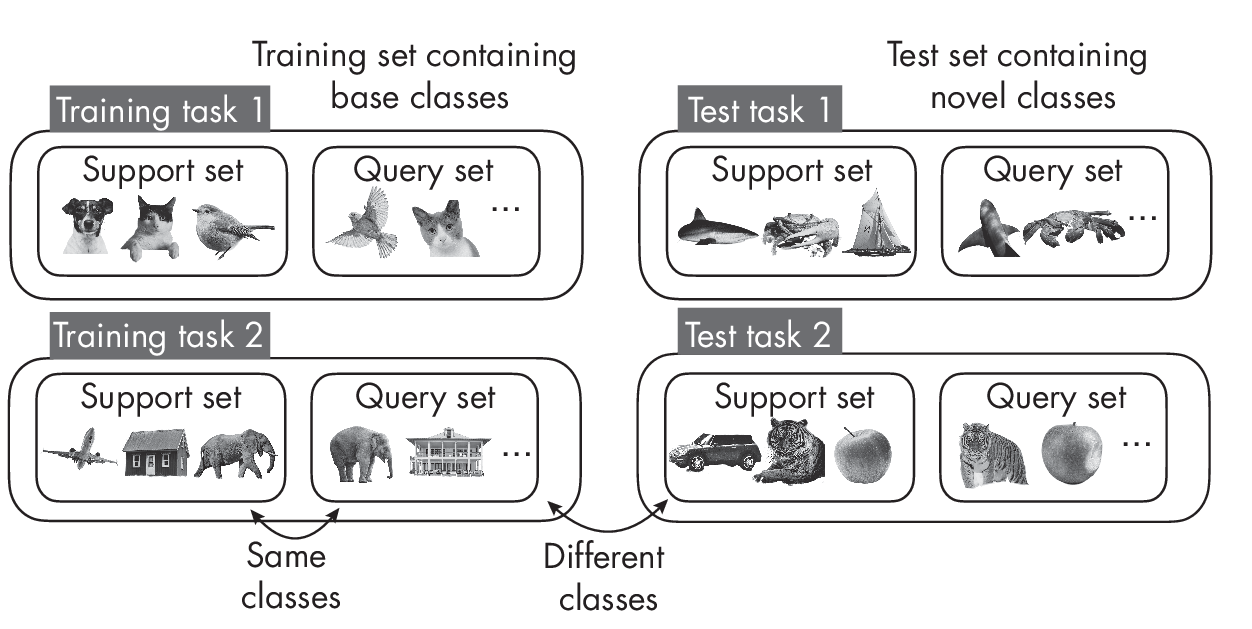 Training set containing
base classes
Test set containing
novel classes
Training task 1
Support set
Query set
...
Test task 1
Support set
Query set
...
Training task 2
Support set
Query set
...
Test task 2
Support set
Query set
...
Same
classes
Different
classes